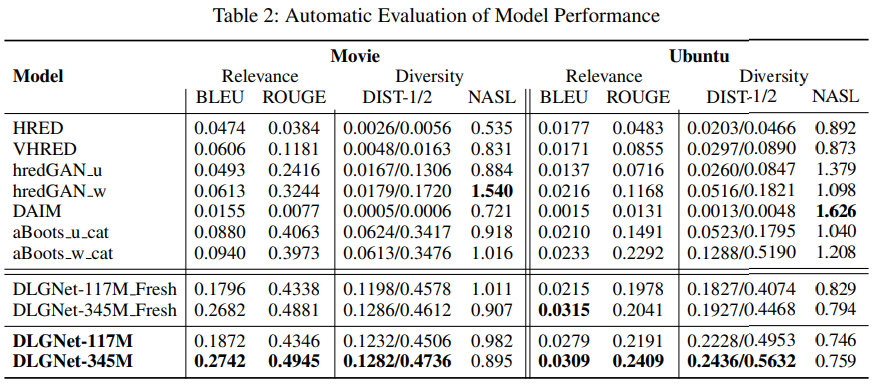 Table 2: Automatic Evaluation of Model Performance
Movie Ubuntu
Model Relevance Diversity Relevance Diversity
BLEU ROUGE DIST-1/2 NASL BLEU ROUGE DIST-1/2 NASL
HRED 0.0474 0.0384 0.0026/0.0056 0.535 0.0177 0.0483 0.0203/0.0466 0.892
VHRED 0.0606 0.1181 0.0048/0.0163 0.831 0.0171 0.0855 0.0297/0.0890 0.873
hredGAN_u 0.0493 0.2416 0.0167/0.1306 0.884 0.0137 0.0716 0.0260/0.0847 1.379
hredGAN_w 0.0613 0.3244 0.0179/0.1720 1.540 0.0216 0.1168 0.0516/0.1821 1.098
DAIM 0.0155 0.0077 0.0005/0.0006 0.721 0.0015 0.0131 0.0013/0.0048 1.626
aBoots_u_cat 0.0880 0.4063 0.0624/0.3417 0.918 0.0210 0.1491 0.0523/0.1795 1.040
aBoots_w_cat 0.0940 0.3973 0.0613/0.3476 1.016 0.0233 0.2292 0.1288/0.5190 1.208
DLGNet-117M_Fresh 0.1796 0.4338 0.1198/0.4578 1.011 0.0215 0.1978 0.1827/0.4074 0.829
DLGNet-345M_Fresh 0.2682 0.4881 0.1286/0.4612 0.907 0.0315 0.2041 0.1927/0.4468 0.794
DLGNet-117M 0.1872 0.4346 0.1232/0.4506 0.982 0.0279 0.2191 0.2228/0.4953 0.746
DLGNet-345M 0.2742 0.4945 0.1282/0.4736 0.895 0.0309 0.2409 0.2436/0.5632 0.759